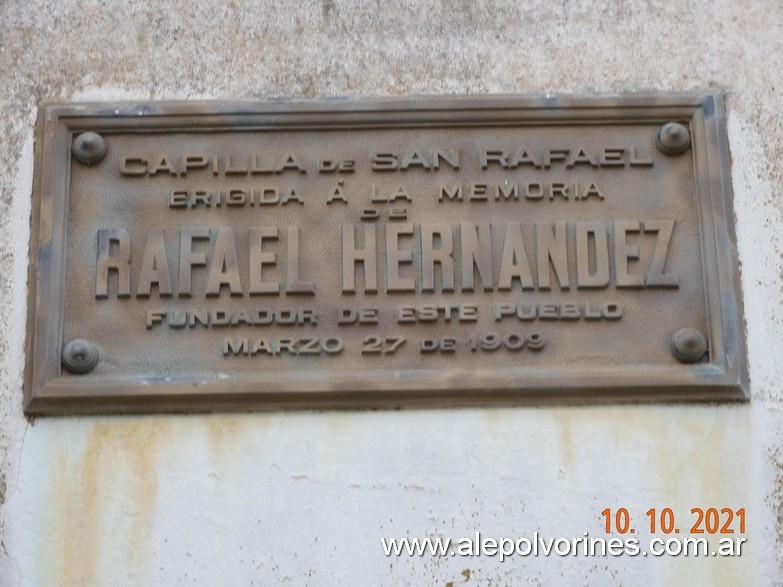 CAPILLA DE SAN RAFAEL
ERIGIDA Á LA MEMORIA
DE
RAFAEL HERNANDEZ
FUNDADOR DE ESTE PUEBLO
MARZO 27 DE 1909
10.10.2021
www.alepolvorines.com.ar